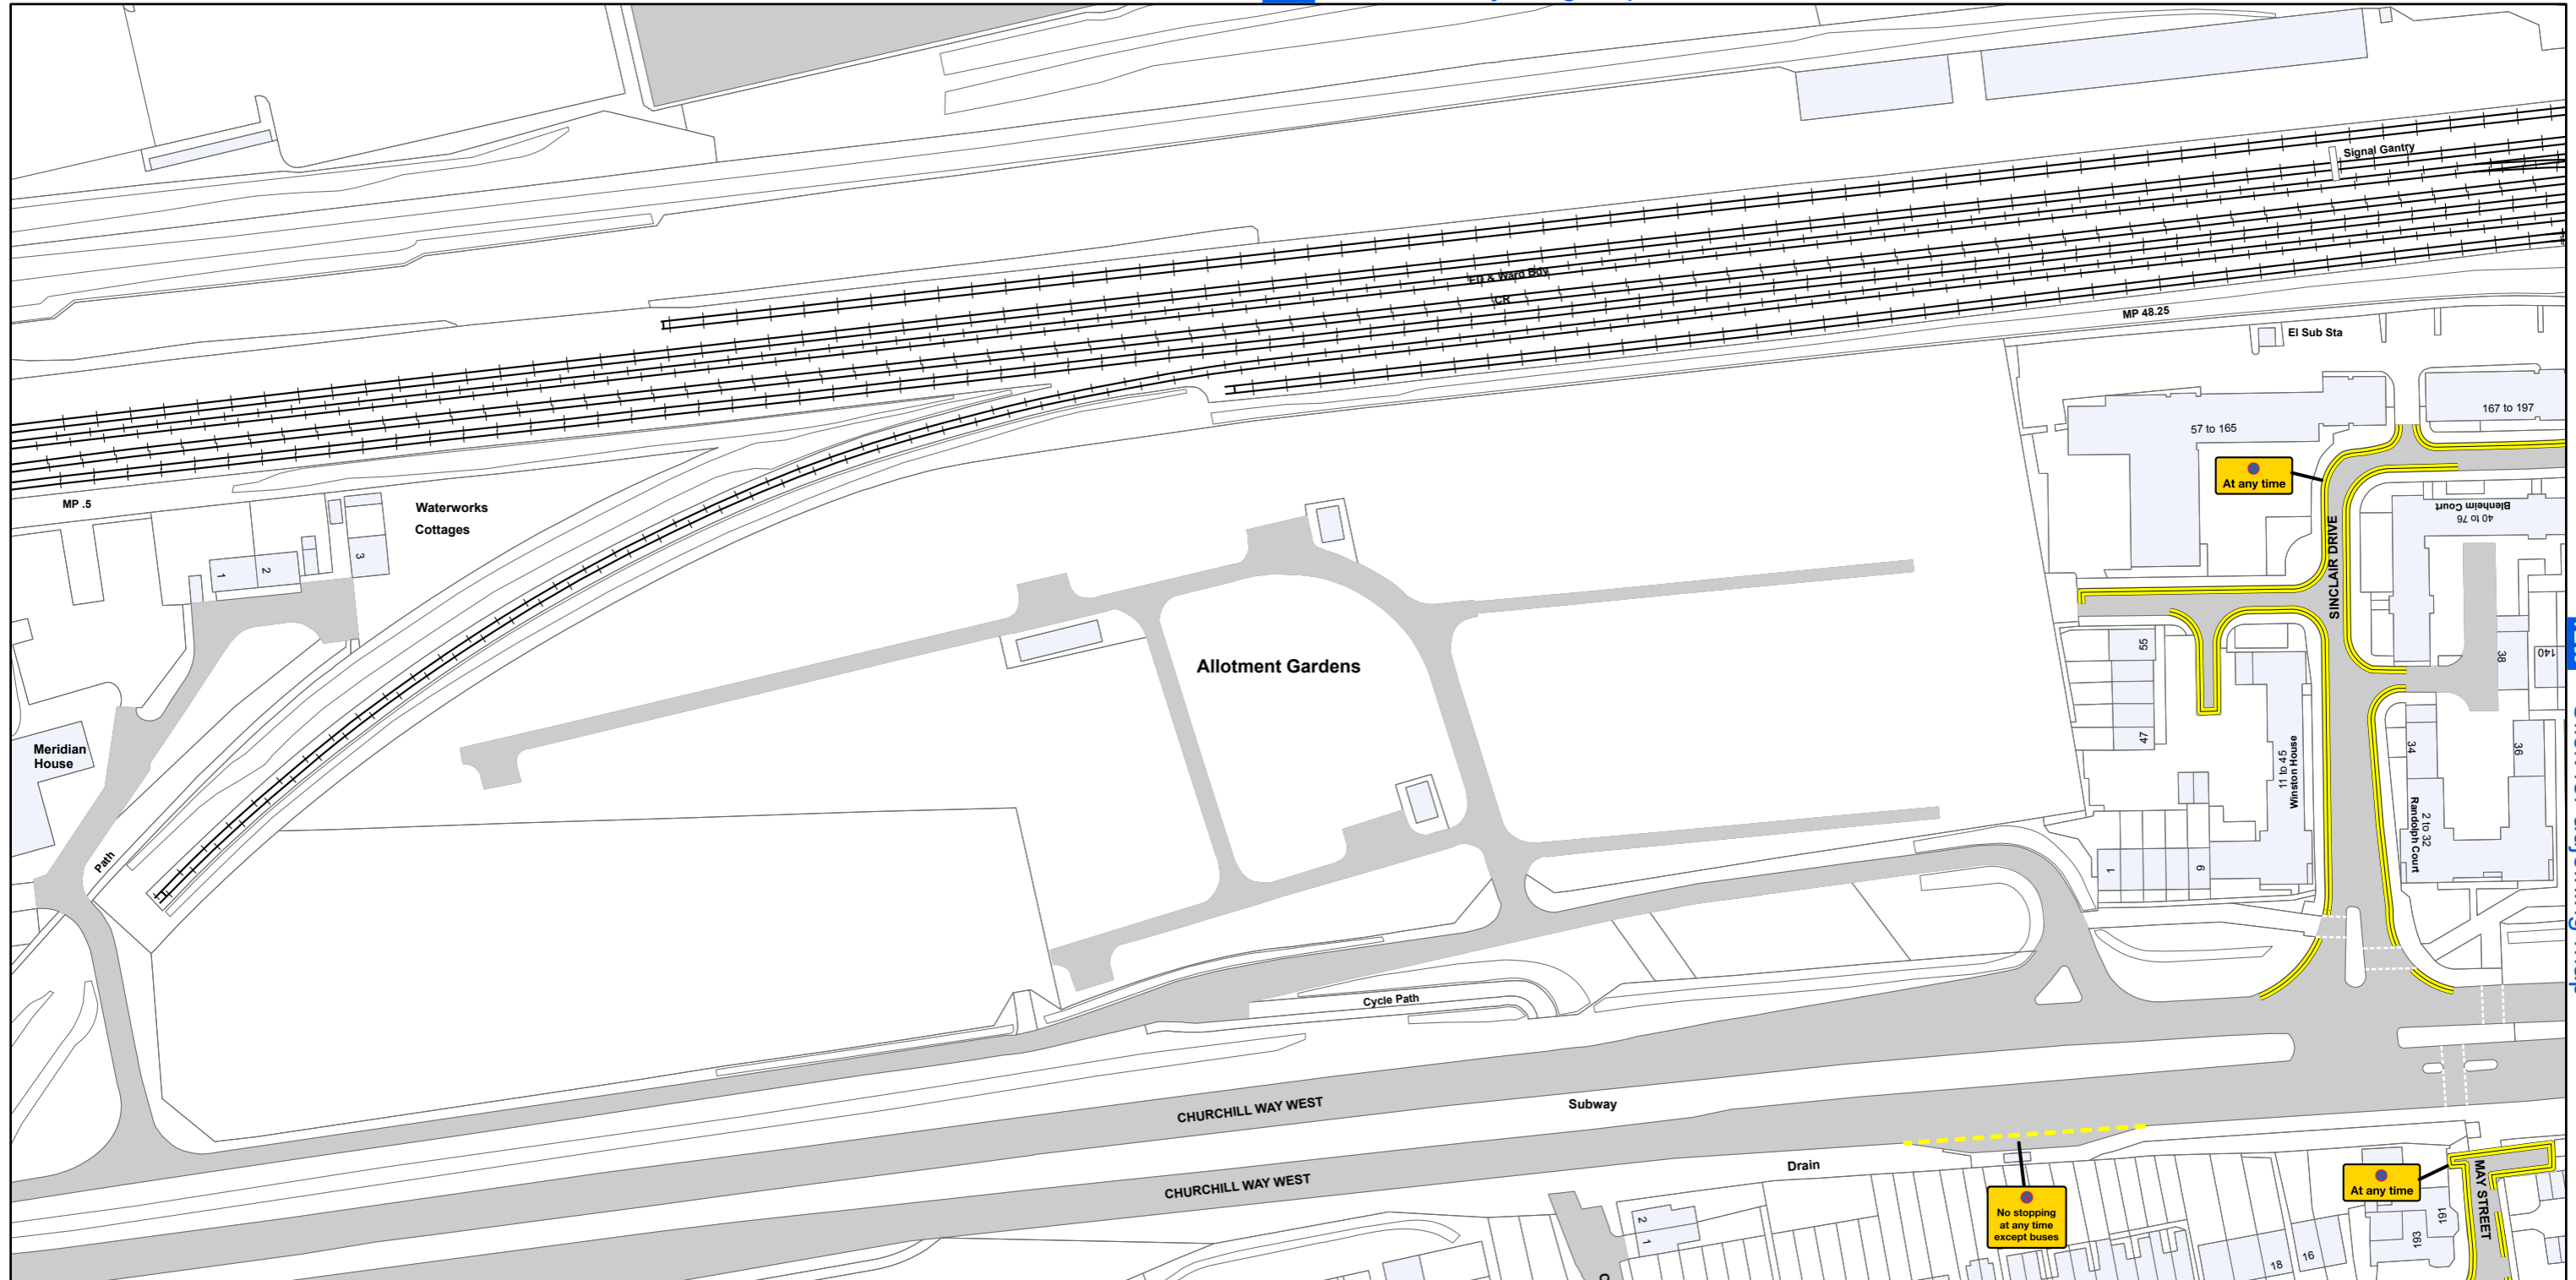 Signal Gantry
ED & Ward Bdy
CR
MP 48.25
El Sub Sta
167 to 197
57 to 165
At any time
MP .5
Waterworks
Cottages
1
2
3
Blenheim Court
40 to 76
SINCLAIR DRIVE
55
38
140
Allotment Gardens
47
Meridian
House
34
36
11 to 45
Winston House
2 to 32
Randolph Court
Path
1
9
Cycle Path
CHURCHILL WAY WEST
Subway
CHURCHILL WAY WEST
Drain
At any time
MAY STREET
No stopping
at any time
except buses
2
1
191
193
18
16